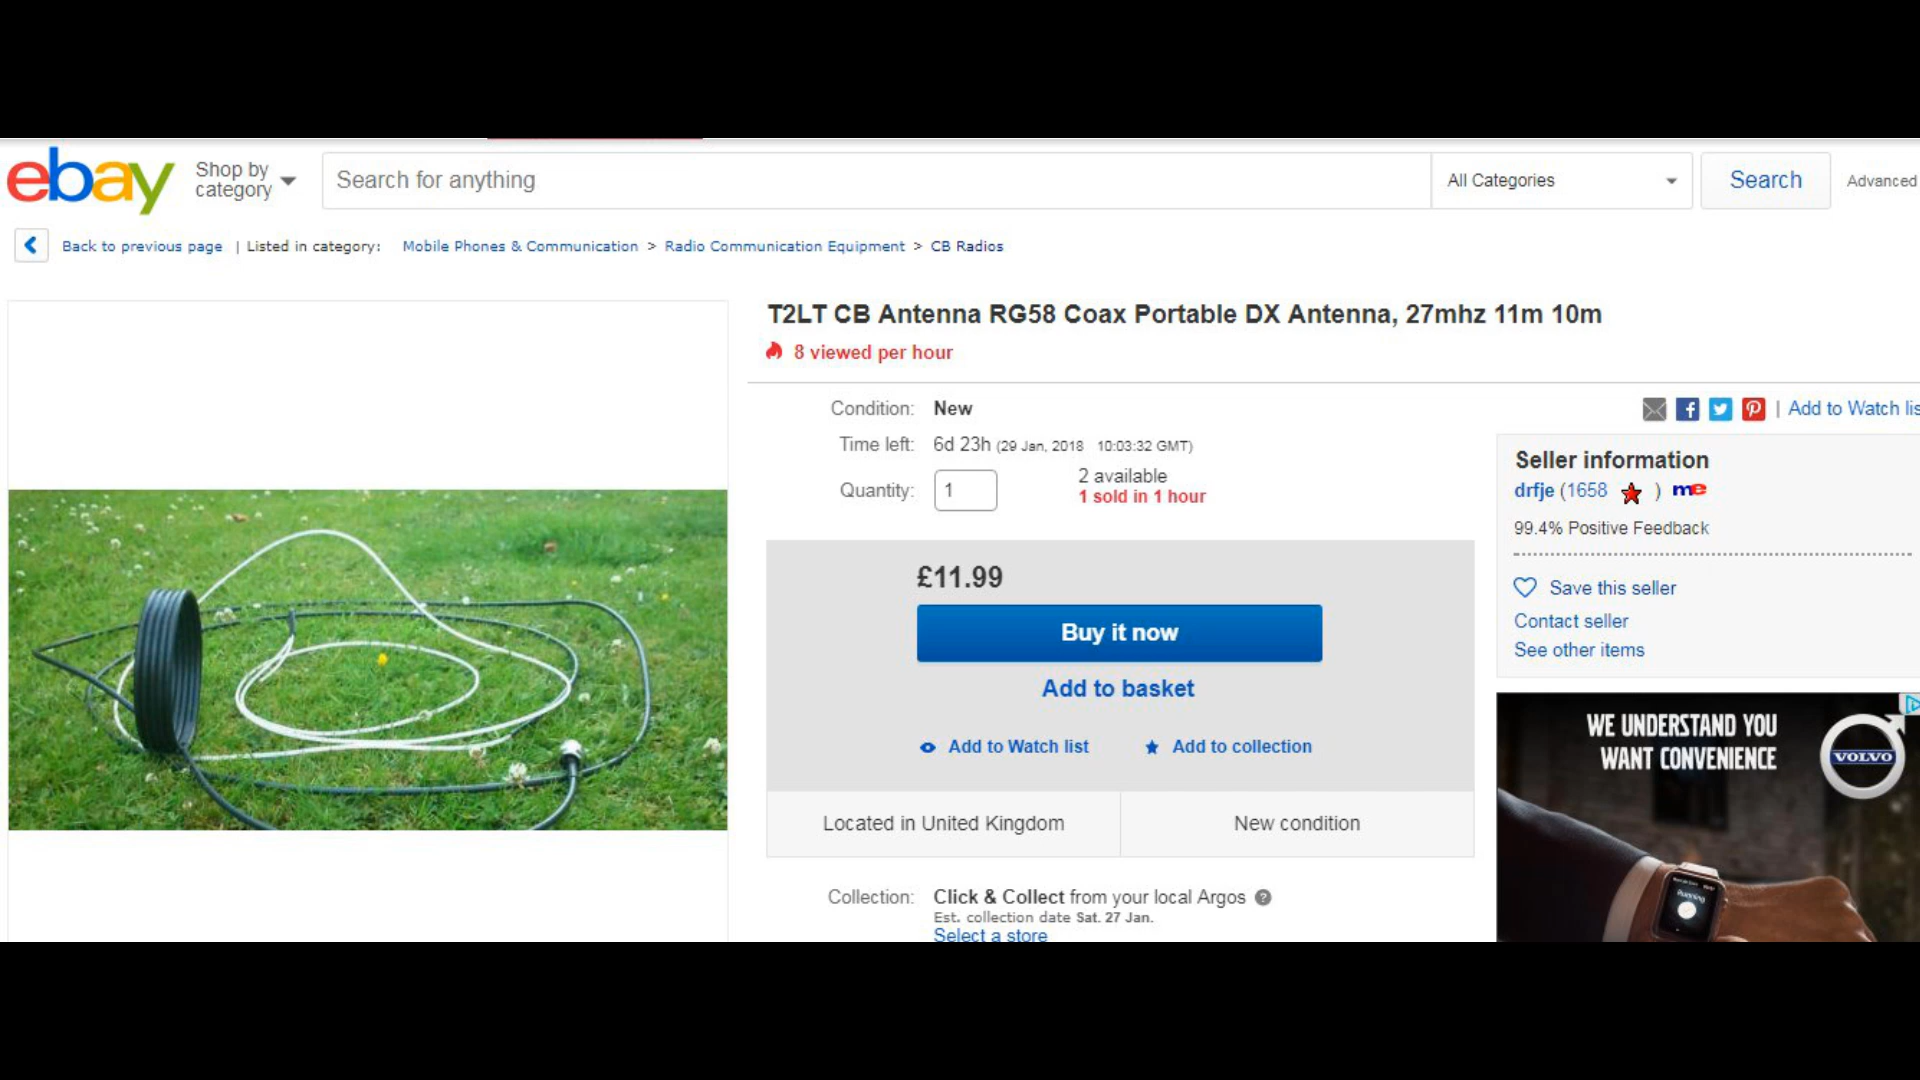 ebay
Shop by
category
Search for anything
All Categories
Search
Advanced
Back to previous page | Listed in category: Mobile Phones & Communication > Radio Communication Equipment > CB Radios
T2LT CB Antenna RG58 Coax Portable DX Antenna, 27mhz 11m 10m
8 viewed per hour
Condition: New
Time left: 6d 23h (29 Jan, 2018 10:03:32 GMT)
Quantity: 1
2 available
1 sold in 1 hour
£11.99
Buy it now
Add to basket
Add to Watch list
Add to collection
Located in United Kingdom
New condition
Collection: Click & Collect from your local Argos
Est. collection date Sat. 27 Jan.
Select a store
| Add to Watch lis
Seller information
drfje (1658 ) me
99.4% Positive Feedback
Save this seller
Contact seller
See other items
WE UNDERSTAND YOU
WANT CONVENIENCE
VOLVO
Running